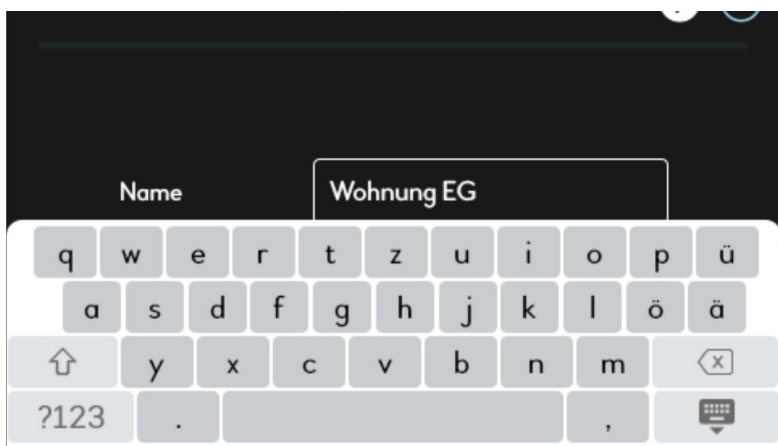 Name
Wohnung EG
q w e r t z u i o p ü
a s d f g h j k l ö ä
y x c v b n m
?123 . ,